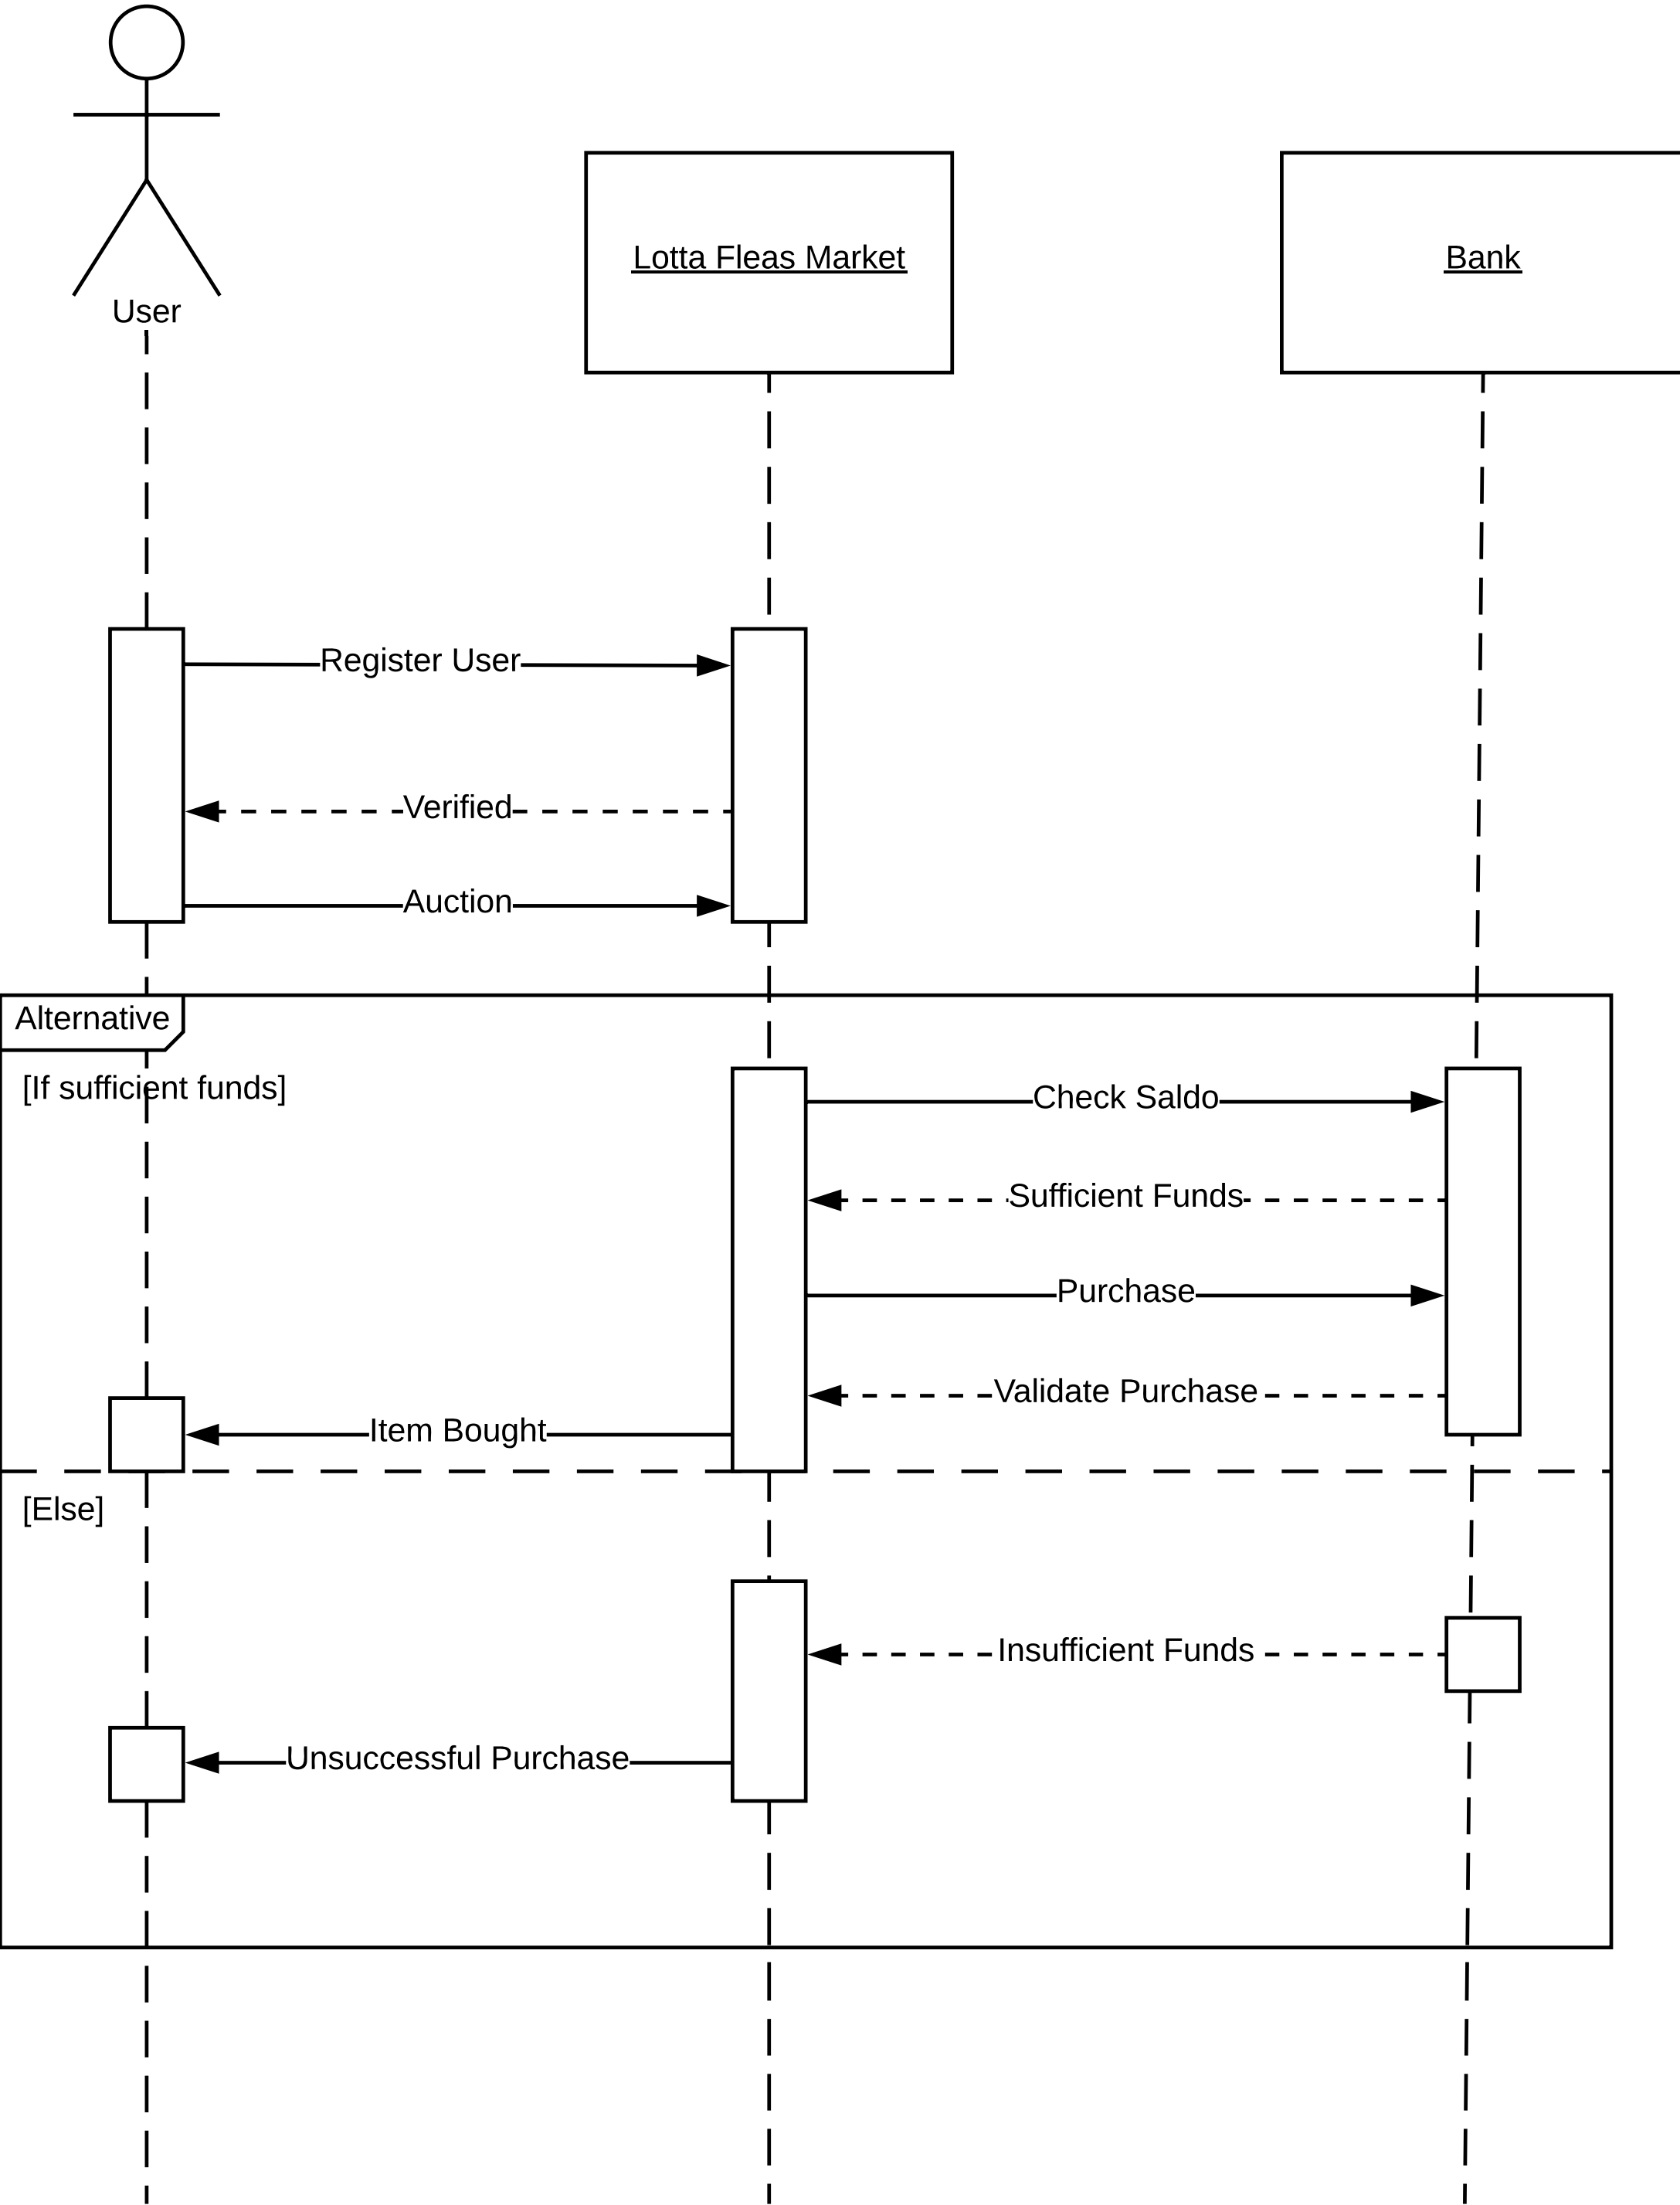 User
Lotta Fleas Market
Bank
Register User
Verified
Auction
Alternative
[If sufficient funds]
Check Saldo
Sufficient Funds
Purchase
Validate Purchase
Item Bought
[Else]
Insufficient Funds
Unsuccessful Purchase